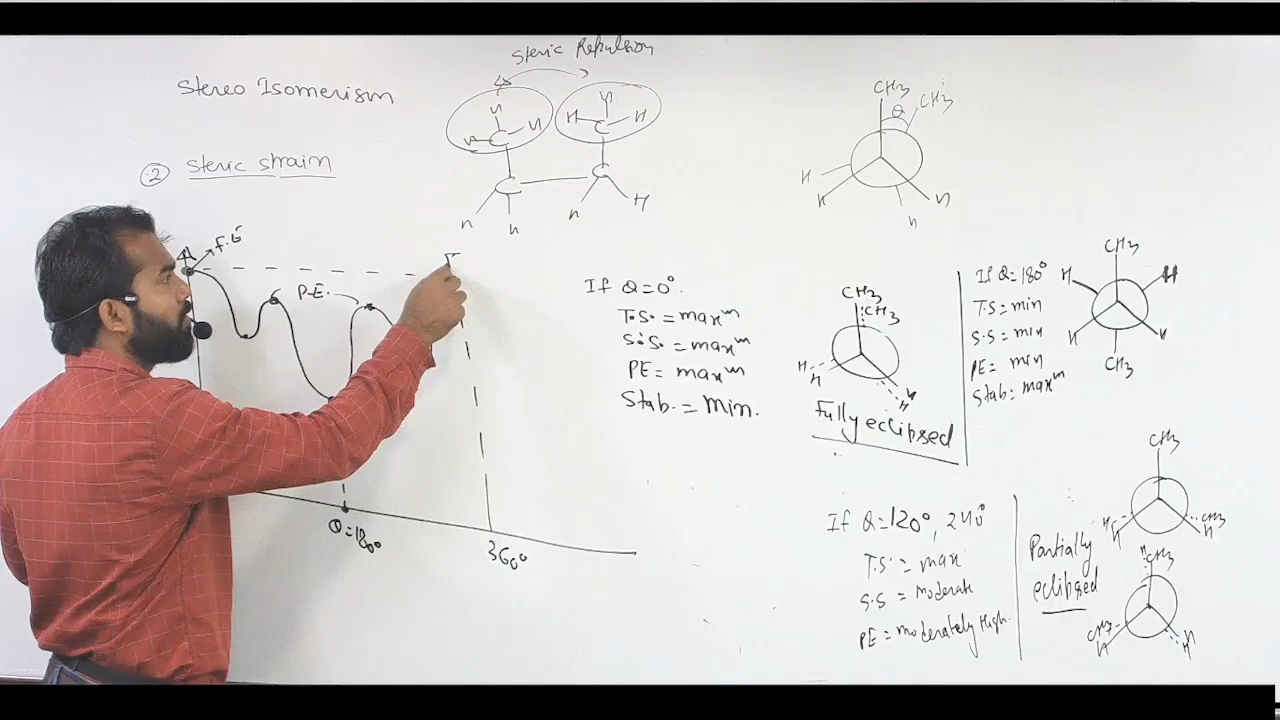 Steric Repulsion
Stereo Isomerism
② Steric strain
H H H
H H H
C C
C C
H H H H
CH3
CH3
θ
H
H
H
H
F.E
P.E.
θ=180°
360°
If θ=0°.
T.S. = max^m
S.S. = max^m
PE = max^m
Stab. = Min.
CH3
CH3
H
H
H
H
Fully eclipsed
If θ=180°
T.S = min
S.S = min
PE = min
Stab = max^m
CH3
H H
H H
CH3
If θ=120°, 240°
T.S. = max
S.S = moderate
PE = moderately High.
Partially
eclipsed
CH3
H
H
CH3
H
H
CH3
CH3
H
H
H